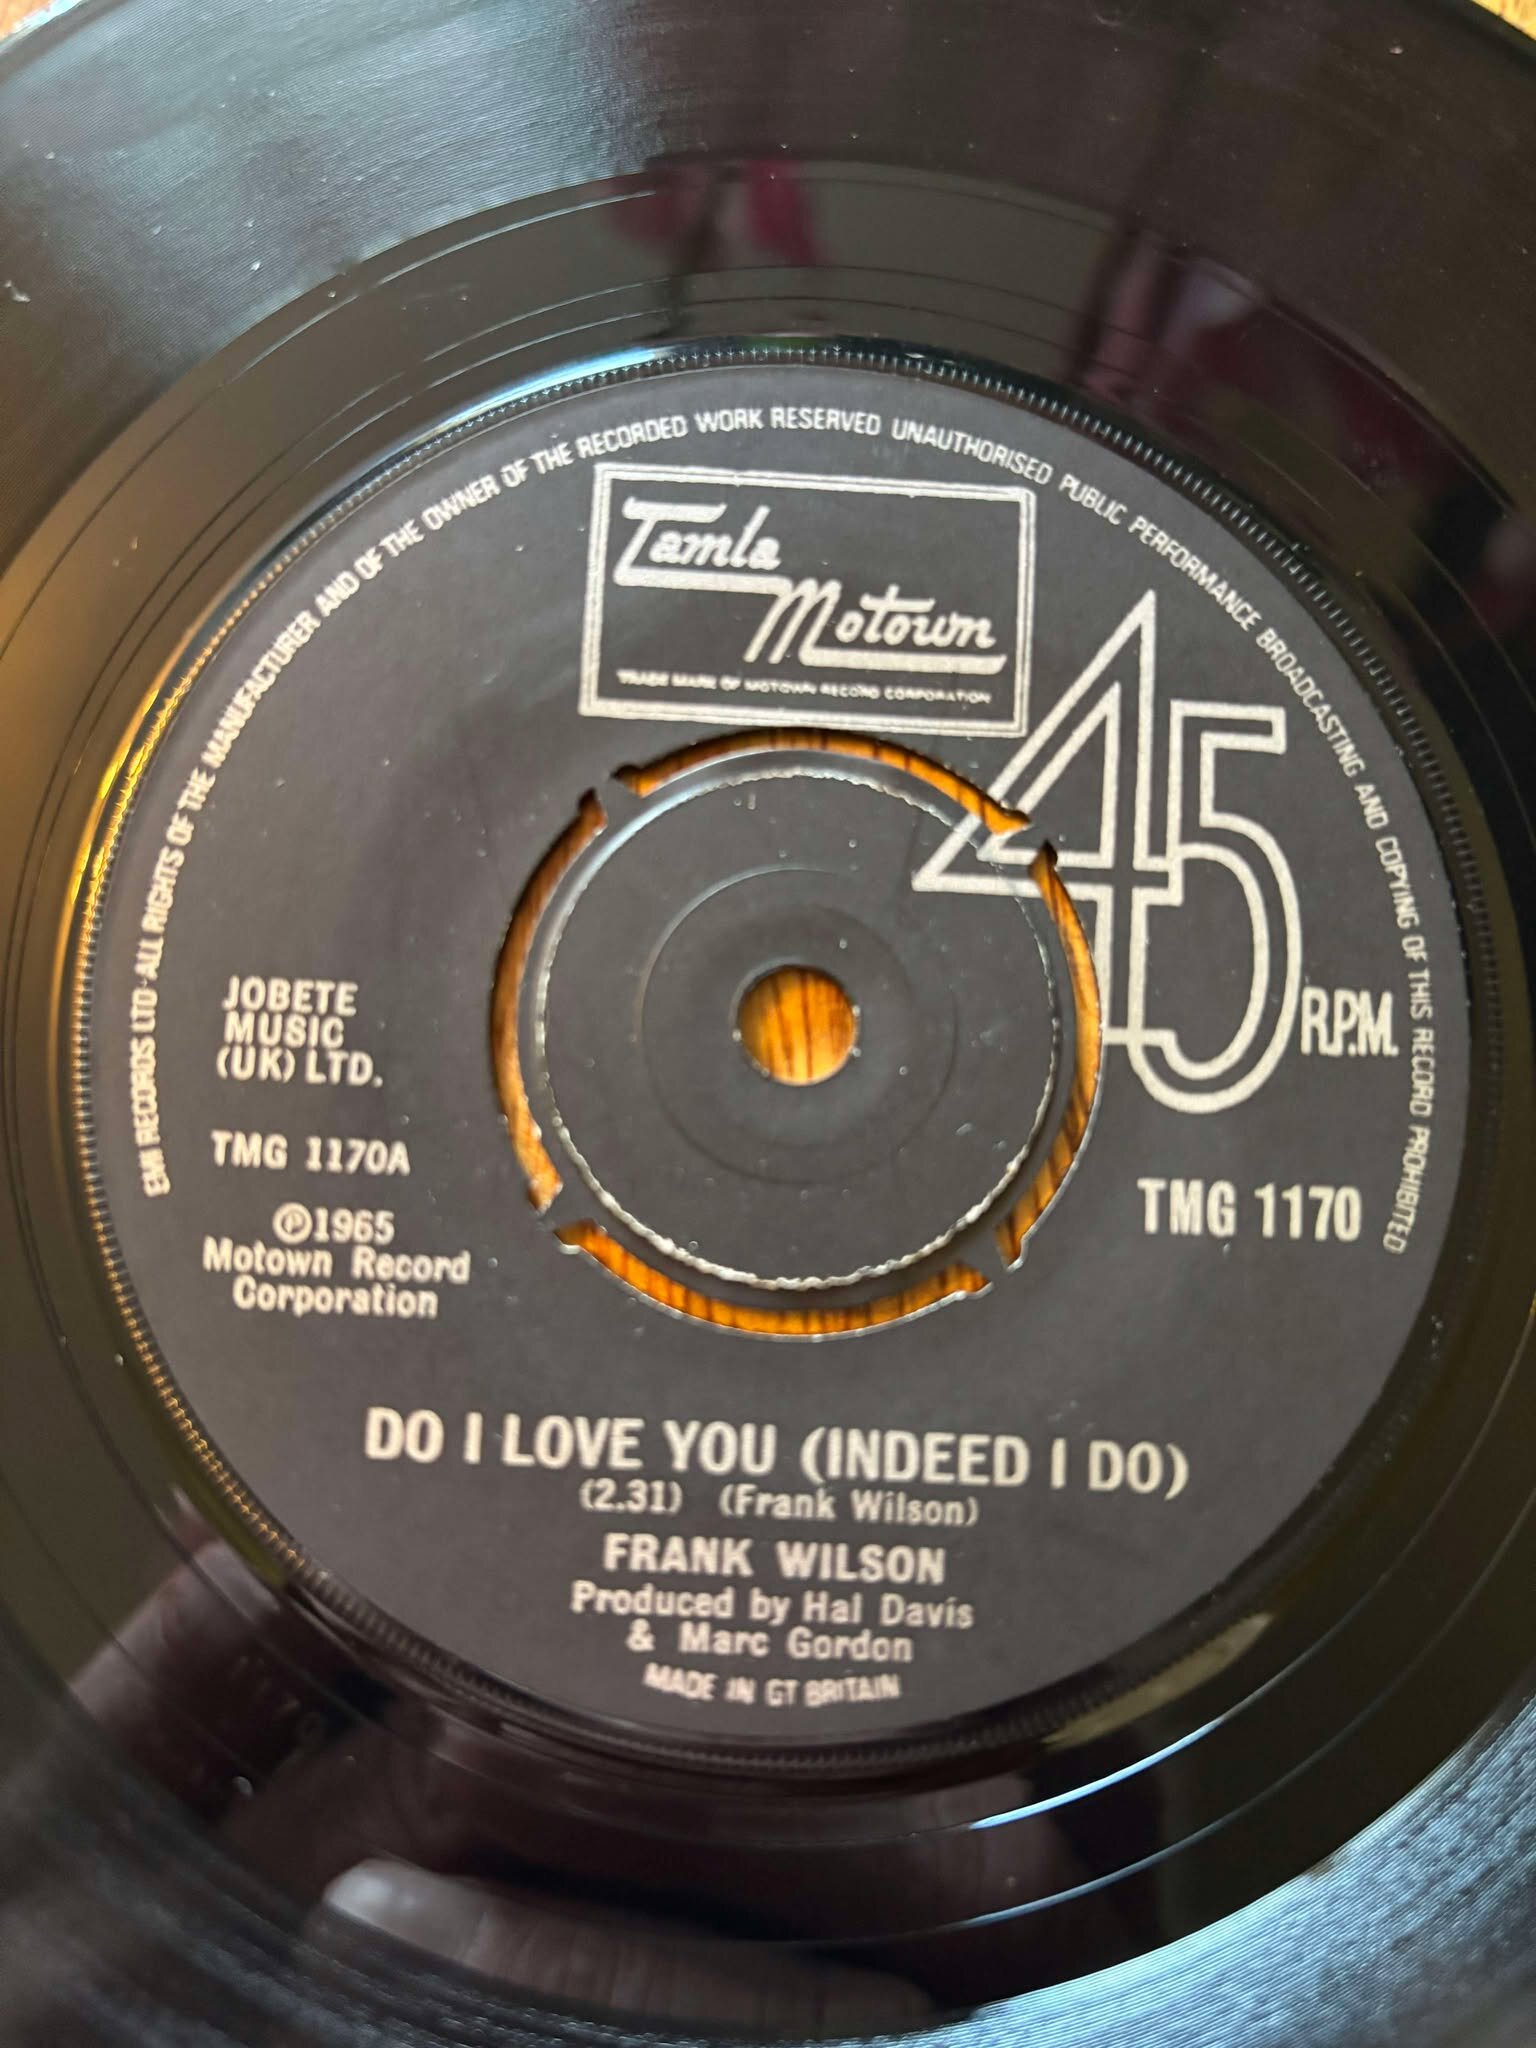 EMI RECORDS LTD·ALL RIGHTS OF THE MANUFACTURER AND OF THE OWNER OF THE RECORDED WORK RESERVED UNAUTHORISED PUBLIC PERFORMANCE BROADCASTING AND COPYING OF THIS RECORD PROHIBITED
Tamla
Motown
TRADE MARK OF MOTOWN RECORD CORPORATION
45
R.P.M.
JOBETE
MUSIC
(UK) LTD.
TMG 1170A
TMG 1170
℗1965
Motown Record
Corporation
DO I LOVE YOU (INDEED I DO)
(2.31) (Frank Wilson)
FRANK WILSON
Produced by Hal Davis
& Marc Gordon
MADE IN GT BRITAIN